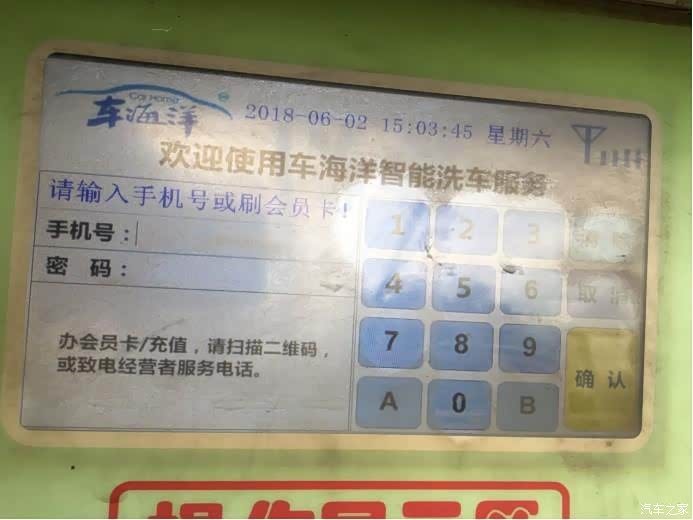 Car Home
车海洋
2018-06-02 15:03:45 星期六
欢迎使用车海洋智能洗车服务
请输入手机号或刷会员卡!
手机号:
密 码:
办会员卡/充值,请扫描二维码,
或致电经营者服务电话。
1 2 3
4 5 6 取消
7 8 9
确 认
A 0 B
汽车之家